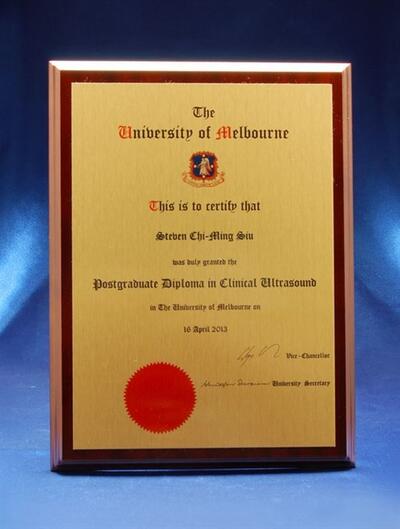 The
University of Melbourne
This is to certify that
Steven Chi-Ming Siu
was duly granted the
Postgraduate Diploma in Clinical Ultrasound
in The University of Melbourne on
16 April 2013
Vice-Chancellor
University Secretary